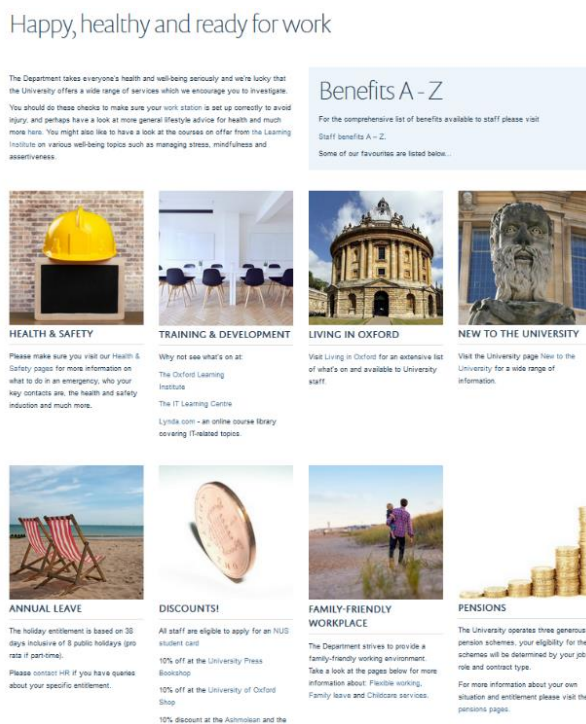 Happy, healthy and ready for work
The Department takes everyone's health and well-being seriously and we're lucky that
the University offers a wide range of services which we encourage you to investigate.
You should do these checks to make sure your work station is set up correctly to avoid
injury, and perhaps have a look at more general lifestyle advice for health and much
more here. You might also like to have a look at the courses on offer from the Learning
Institute on various well-being topics such as managing stress, mindfulness and
assertiveness.
Benefits A - Z
For the comprehensive list of benefits available to staff please visit
Staff benefits A – Z.
Some of our favourites are listed below...
HEALTH & SAFETY
Please make sure you visit our Health &
Safety pages for more information on
what to do in an emergency, who your
key contacts are, the health and safety
induction and much more.
TRAINING & DEVELOPMENT
Why not see what's on at:
The Oxford Learning
Institute
The IT Learning Centre
Lynda.com - an online course library
covering IT-related topics.
LIVING IN OXFORD
Visit Living in Oxford for an extensive list
of what's on and available to University
staff.
NEW TO THE UNIVERSITY
Visit the University page New to the
University for a wide range of
information.
ANNUAL LEAVE
The holiday entitlement is based on 38
days inclusive of 8 public holidays (pro
rata if part-time).
Please contact HR if you have queries
about your specific entitlement.
DISCOUNTS!
All staff are eligible to apply for an NUS
student card
10% off at the University Press
Bookshop
10% off at the University of Oxford
Shop
10% discount at the Ashmolean and the
FAMILY-FRIENDLY
WORKPLACE
The Department strives to provide a
family-friendly working environment.
Take a look at the pages below for more
information about: Flexible working,
Family leave and Childcare services.
PENSIONS
The University operates three generous
pension schemes, your eligibility for the
schemes will be determined by your job
role and contract type.
For more information about your own
situation and entitlement please visit the
pensions pages.